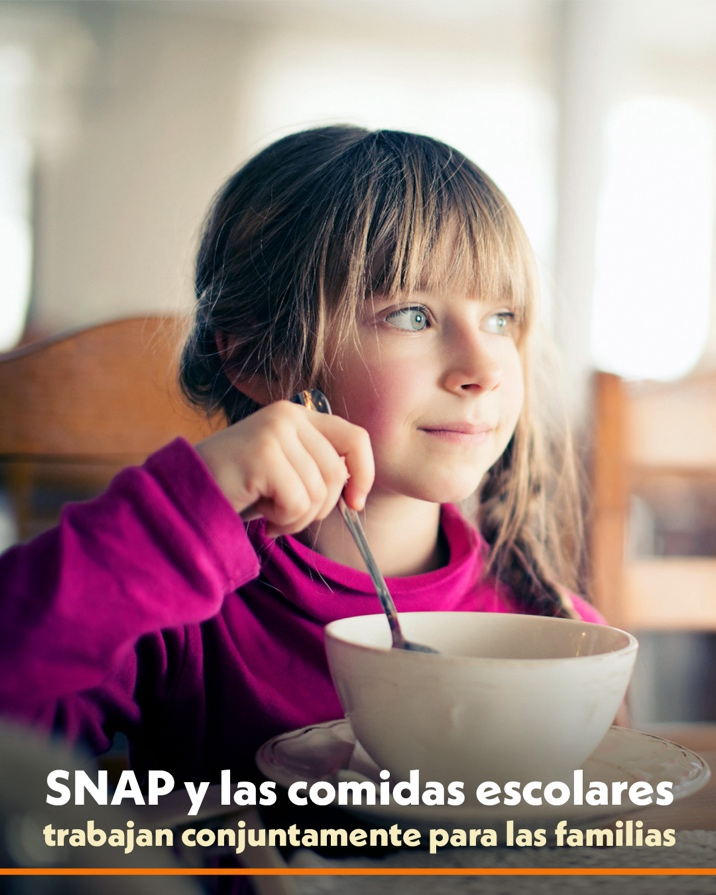 SNAP y las comidas escolares
trabajan conjuntamente para las familias